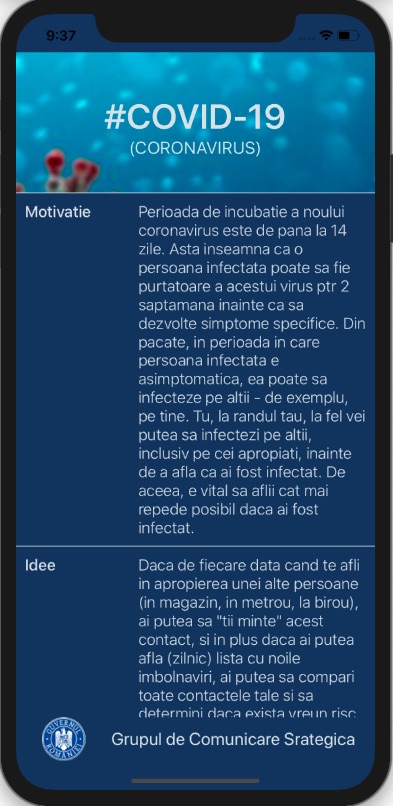 9:37
#COVID-19
(CORONAVIRUS)
Motivatie
Perioada de incubatie a noului
coronavirus este de pana la 14
zile. Asta inseamna ca o
persoana infectata poate sa fie
purtatoare a acestui virus ptr 2
saptamana inainte ca sa
dezvolte simptome specifice. Din
pacate, in perioada in care
persoana infectata e
asimptomatica, ea poate sa
infecteze pe altii - de exemplu,
pe tine. Tu, la randul tau, la fel vei
putea sa infectezi pe altii,
inclusiv pe cei apropiati, inainte
de a afla ca ai fost infectat. De
aceea, e vital sa aflii cat mai
repede posibil daca ai fost
infectat.
Idee
Daca de fiecare data cand te afli
in apropierea unei alte persoane
(in magazin, in metrou, la birou),
ai putea sa "tii minte" acest
contact, si in plus daca ai putea
afla (zilnic) lista cu noile
imbolnaviri, ai putea sa compari
toate contactele tale si sa
determini daca exista vreun risc
GUVERNUL ROMÂNIEI
Grupul de Comunicare Srategica